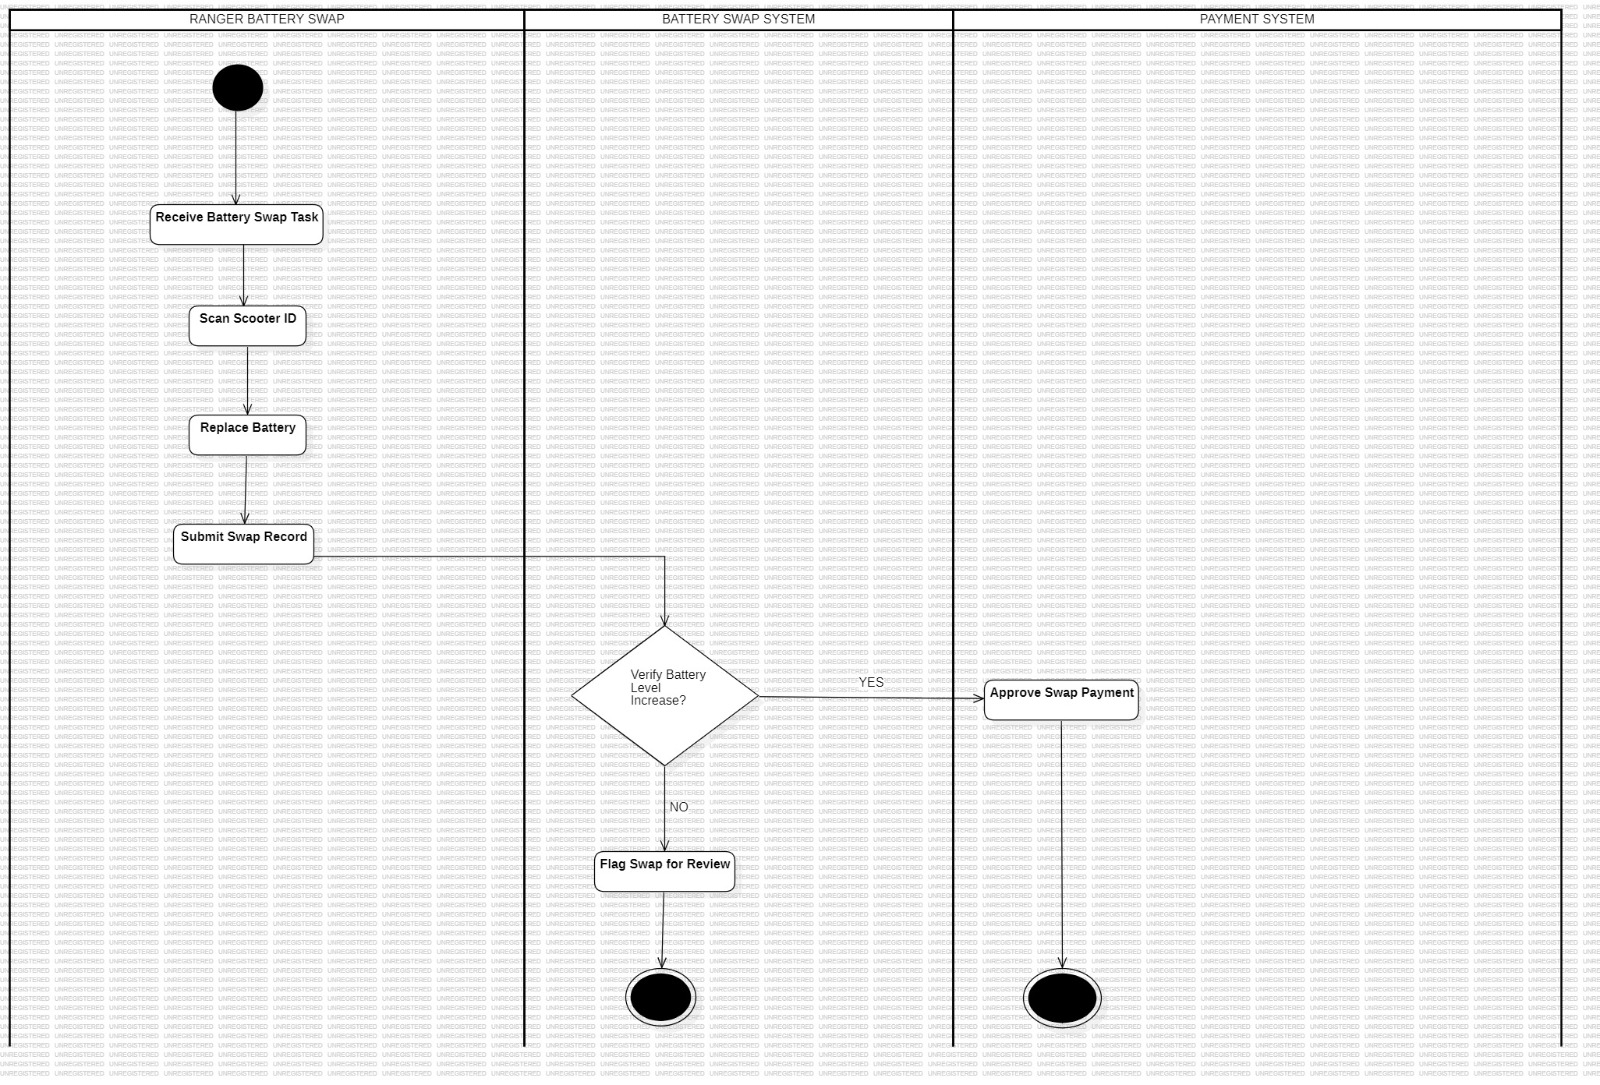 RANGER BATTERY SWAP
BATTERY SWAP SYSTEM
PAYMENT SYSTEM
Receive Battery Swap Task
Scan Scooter ID
Replace Battery
Submit Swap Record
Verify Battery
Level
Increase?
YES
Approve Swap Payment
NO
Flag Swap for Review
UNREGISTERED